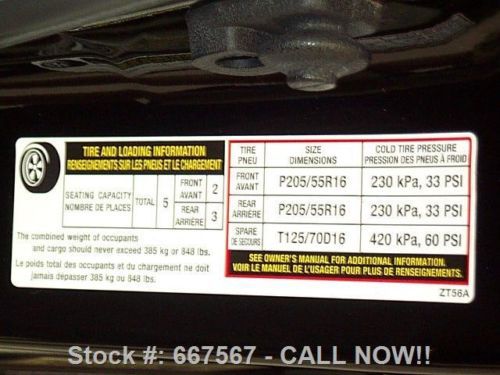 TIRE AND LOADING INFORMATION
RENSEIGNEMENTS SUR LES PNEUS ET LE CHARGEMENT
SEATING CAPACITY
NOMBRE DE PLACES
TOTAL 5
FRONT
AVANT 2
REAR
ARRIÈRE 3
The combined weight of occupants
and cargo should never exceed 385 kg or 848 lbs.
Le poids total des occupants et du chargement ne doit
jamais dépasser 385 kg ou 848 lbs.
TIRE
PNEU
SIZE
DIMENSIONS
COLD TIRE PRESSURE
PRESSION DES PNEUS À FROID
FRONT
AVANT
P205/55R16 230 kPa, 33 PSI
REAR
ARRIÈRE
P205/55R16 230 kPa, 33 PSI
SPARE
DE SECOURS
T125/70D16 420 kPa, 60 PSI
SEE OWNER'S MANUAL FOR ADDITIONAL INFORMATION.
VOIR LE MANUEL DE L'USAGER POUR PLUS DE RENSEIGNEMENTS.
ZT56A
Stock #: 667567 - CALL NOW!!